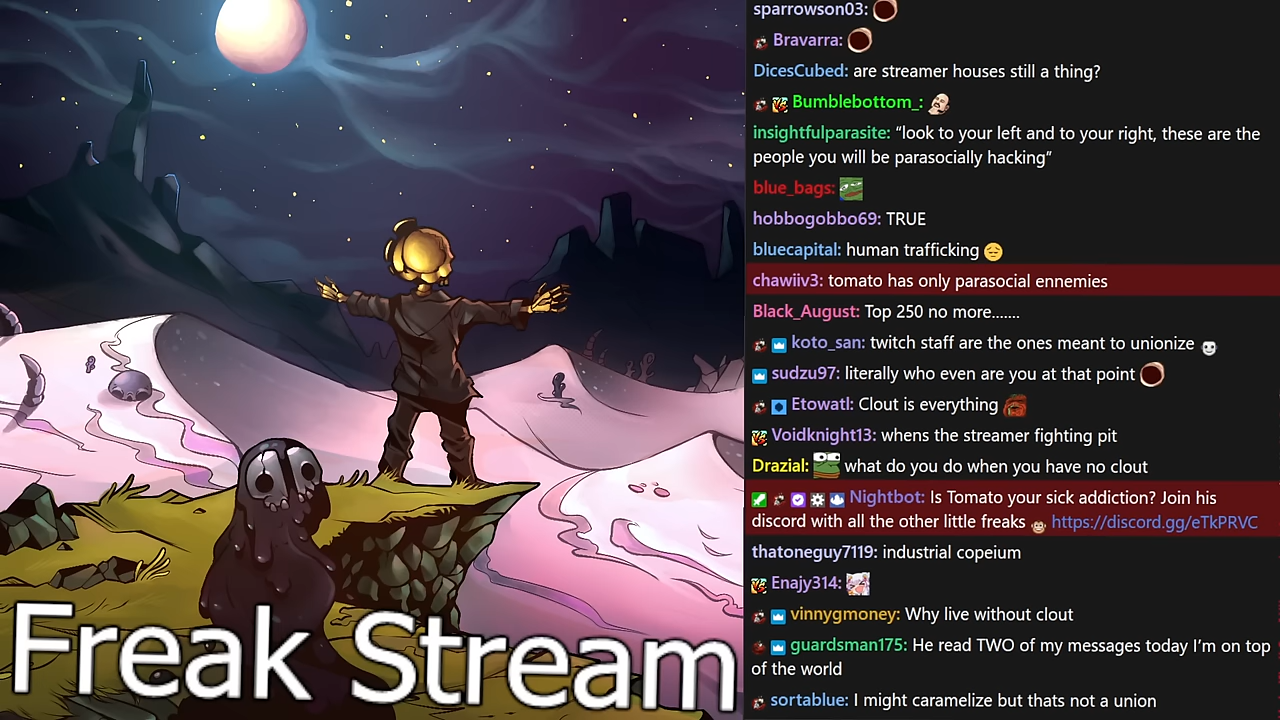 sparrowson03:
Bravarra:
DicesCubed: are streamer houses still a thing?
Bumblebottom_:
insightfulparasite: “look to your left and to your right, these are the
people you will be parasocially hacking”
blue_bags:
hobbogobbo69: TRUE
bluecapital: human trafficking 😔
chawiiv3: tomato has only parasocial ennemies
Black_August: Top 250 no more.......
koto_san: twitch staff are the ones meant to unionize
sudzu97: literally who even are you at that point
Etowatl: Clout is everything
Voidknight13: whens the streamer fighting pit
Drazial: what do you do when you have no clout
Nightbot: Is Tomato your sick addiction? Join his
discord with all the other little freaks https://discord.gg/eTkPRVC
thatoneguy7119: industrial copeium
Enajy314:
vinnygmoney: Why live without clout
guardsman175: He read TWO of my messages today I’m on top
of the world
sortablue: I might caramelize but thats not a union
Freak Stream